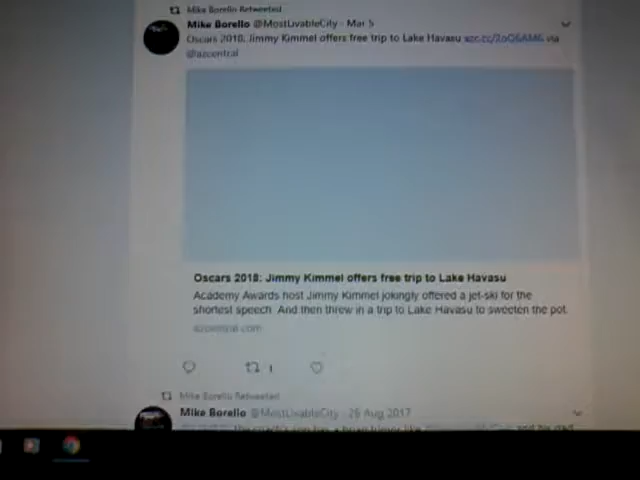 Mike Borello Retweeted
Mike Borello @MostLivableCity · Mar 5
Oscars 2018: Jimmy Kimmel offers free trip to Lake Havasu via
@azcentral
Oscars 2018: Jimmy Kimmel offers free trip to Lake Havasu
Academy Awards host Jimmy Kimmel jokingly offered a jet-ski for the
shortest speech. And then threw in a trip to Lake Havasu to sweeten the pot.
azcentral.com
1
Mike Borello Retweeted
Mike Borello @MostLivableCity · 26 Aug 2017